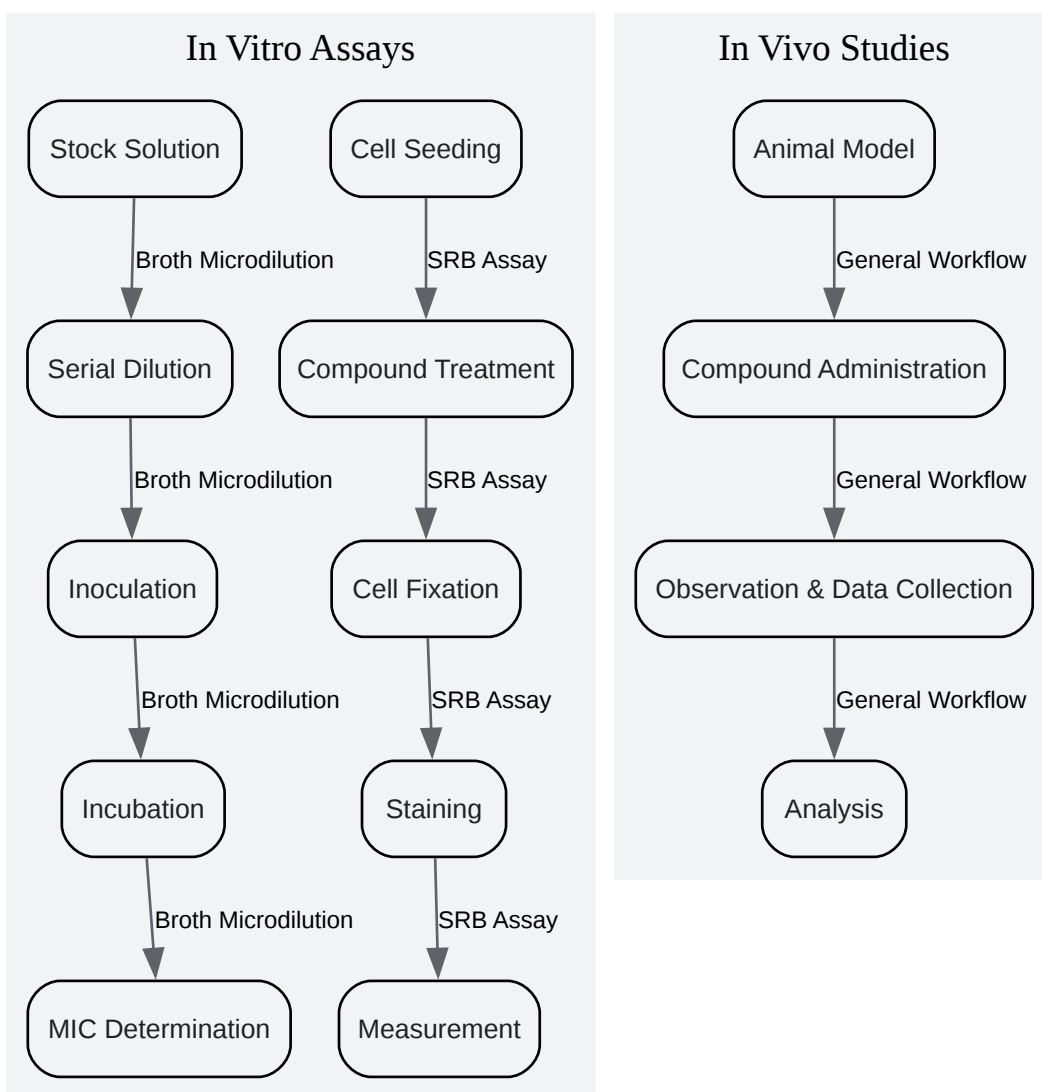 In Vitro Assays
Stock Solution
Cell Seeding
Broth Microdilution
SRB Assay
Serial Dilution
Compound Treatment
Broth Microdilution
SRB Assay
Inoculation
Cell Fixation
Broth Microdilution
SRB Assay
Incubation
Staining
Broth Microdilution
SRB Assay
MIC Determination
Measurement
In Vivo Studies
Animal Model
General Workflow
Compound Administration
General Workflow
Observation & Data Collection
General Workflow
Analysis